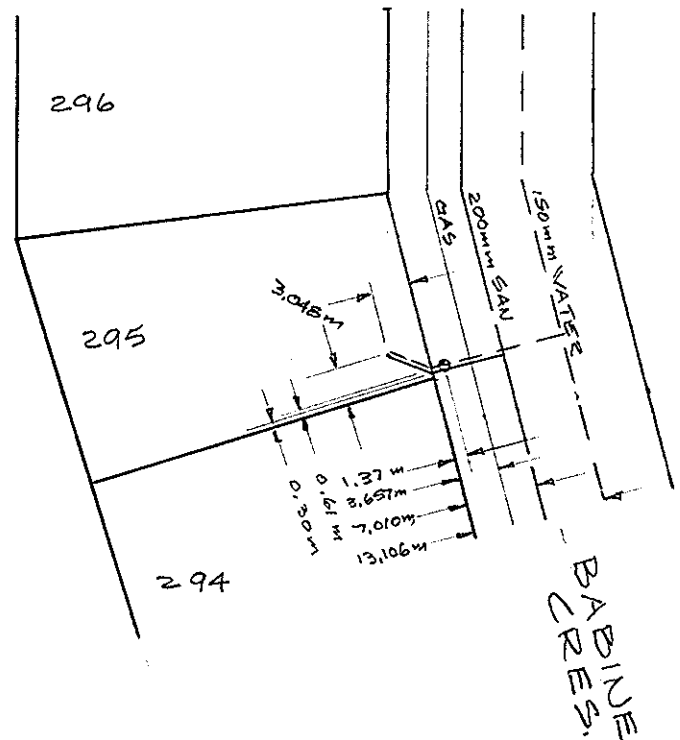 296
GAS
200mm SAN
150mm WATER
3.048m
295
1.37 m
0.61 m
3.657m
0.30m
7.010m
13.106m
294
BABINE
CRES.